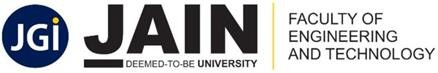 JGi
JAIN
DEEMED-TO-BE UNIVERSITY
FACULTY OF
ENGINEERING
AND TECHNOLOGY